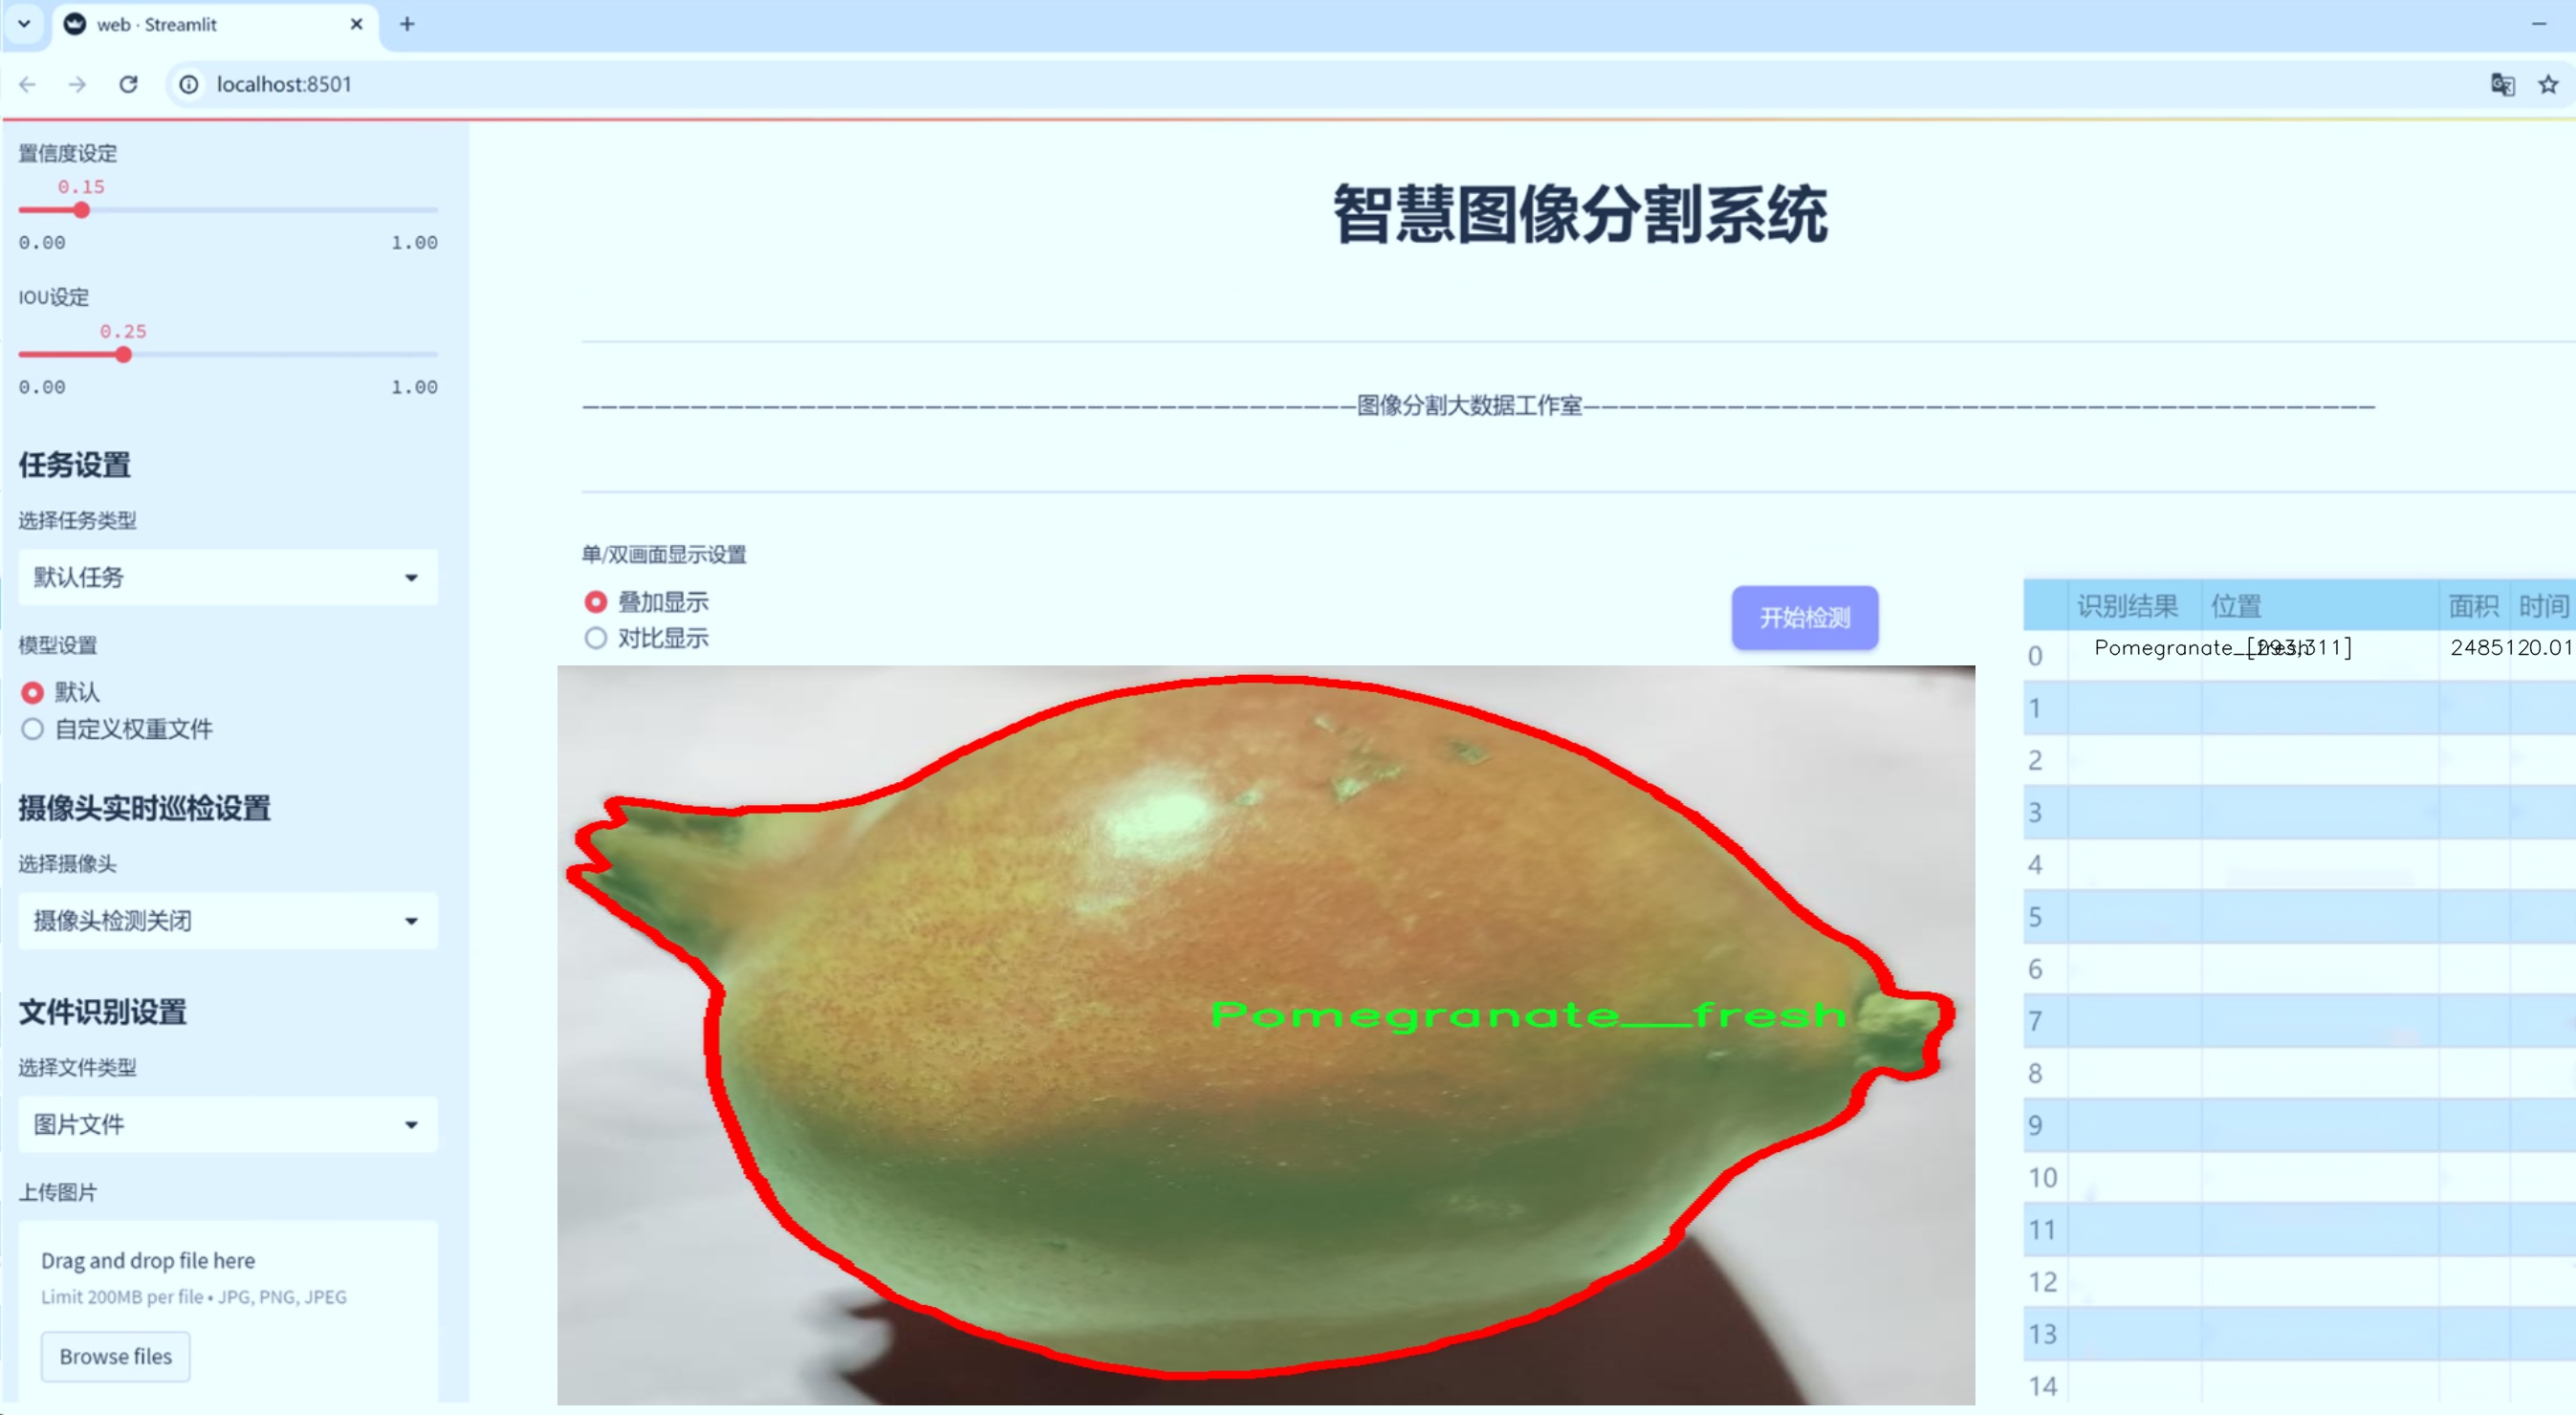 web · Streamlit
localhost:8501
置信度设定
0.15
0.00 1.00
IOU设定
0.25
0.00 1.00
任务设置
选择任务类型
默认任务
模型设置
默认
自定义权重文件
摄像头实时巡检设置
选择摄像头
摄像头检测关闭
文件识别设置
选择文件类型
图片文件
上传图片
Drag and drop file here
Limit 200MB per file • JPG, PNG, JPEG
Browse files
智慧图像分割系统
图像分割大数据工作室
单/双画面显示设置
叠加显示
对比显示
开始检测
Pomegranate__fresh
识别结果 位置 面积 时间
0 Pomegranate__fresh [293,311] 2485120.01
1
2
3
4
5
6
7
8
9
10
11
12
13
14